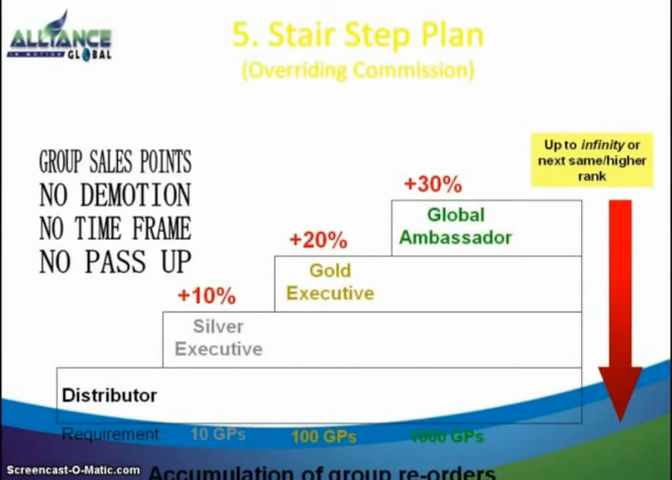 ALLIANCE
IN MOTION GLOBAL
5. Stair Step Plan
(Overriding Commission)
GROUP SALES POINTS
NO DEMOTION
NO TIME FRAME
NO PASS UP
Up to infinity or
next same/higher
rank
+30%
Global
Ambassador
+20%
Gold
Executive
+10%
Silver
Executive
Distributor
Requirement 10 GPs 100 GPs 1000 GPs
Accumulation of group re-orders
Screencast-O-Matic.com